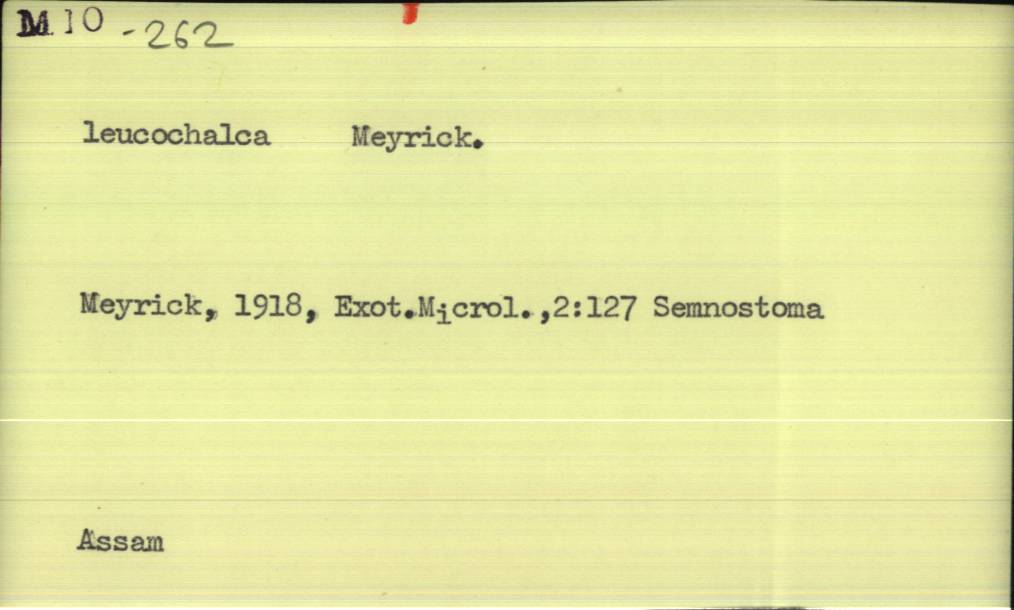 M 10 -262
leucochalca Meyrick.
Meyrick, 1918, Exot.Microl.,2:127 Semnostoma
Assam